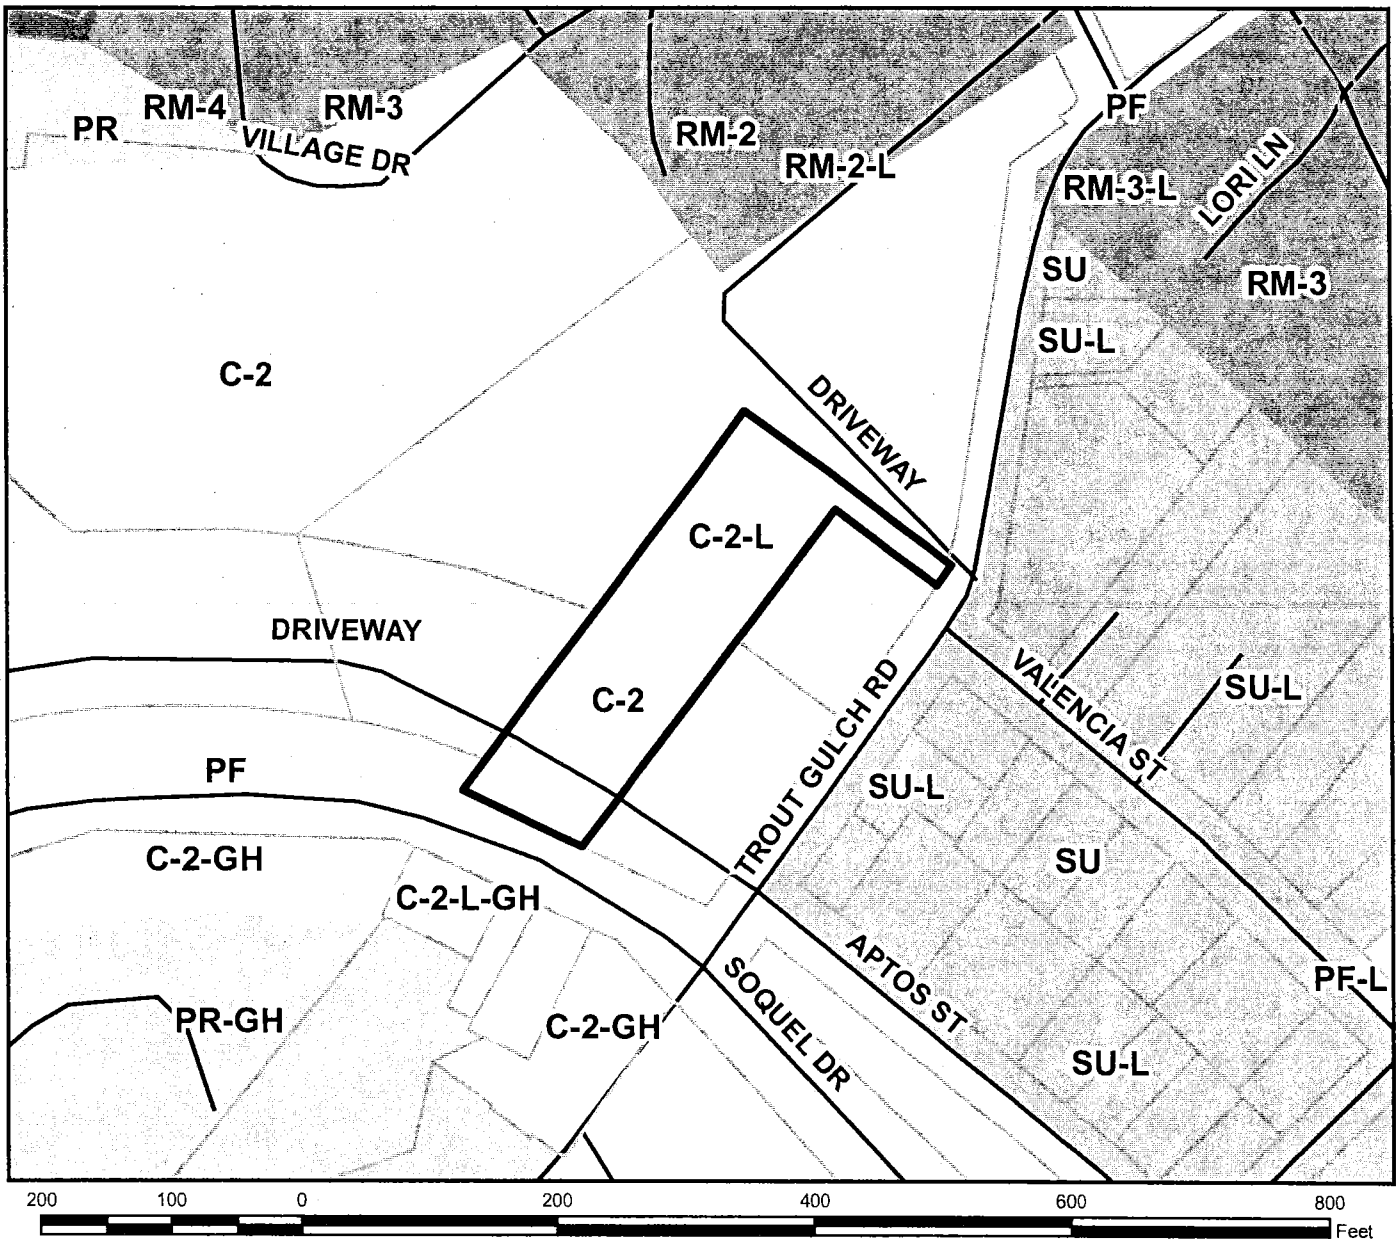 RM-4
RM-3
PR
VILLAGE DR
RM-2
RM-2-L
PF
RM-3-L
LORI LN
SU
RM-3
SU-L
C-2
DRIVEWAY
C-2-L
DRIVEWAY
C-2
VALENCIA ST
SU-L
TROUT GULCH RD
PF
SU-L
C-2-GH
SU
C-2-L-GH
APTOS ST
SOQUEL DR
PF-L
PR-GH
C-2-GH
SU-L
200 100 0 200 400 600 800
Feet